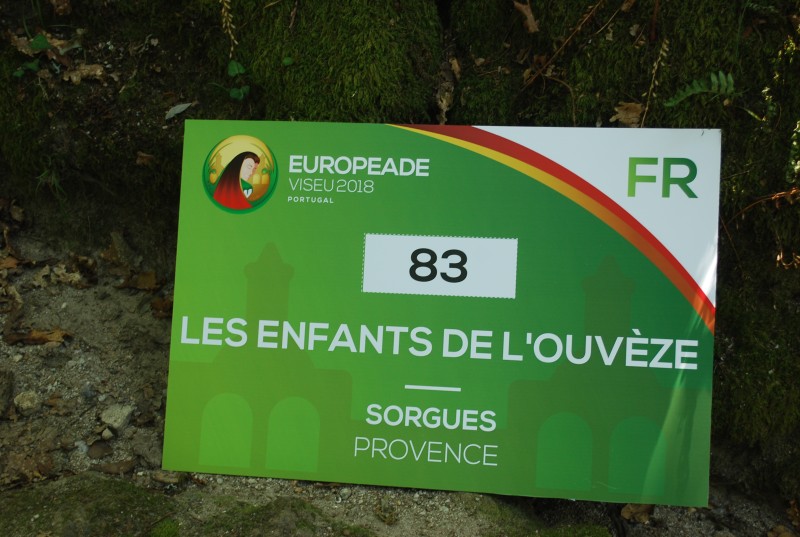 EUROPEADE
VISEU 2018
PORTUGAL
FR
83
LES ENFANTS DE L'OUVÈZE
SORGUES
PROVENCE